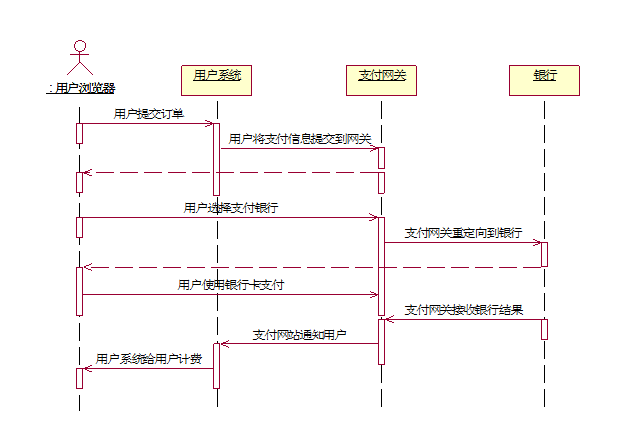 : 用户浏览器
用户系统
支付网关
银行
用户提交订单
用户将支付信息提交到网关
用户选择支付银行
支付网关重定向到银行
用户使用银行卡支付
支付网关接收银行结果
支付网站通知用户
用户系统给用户计费